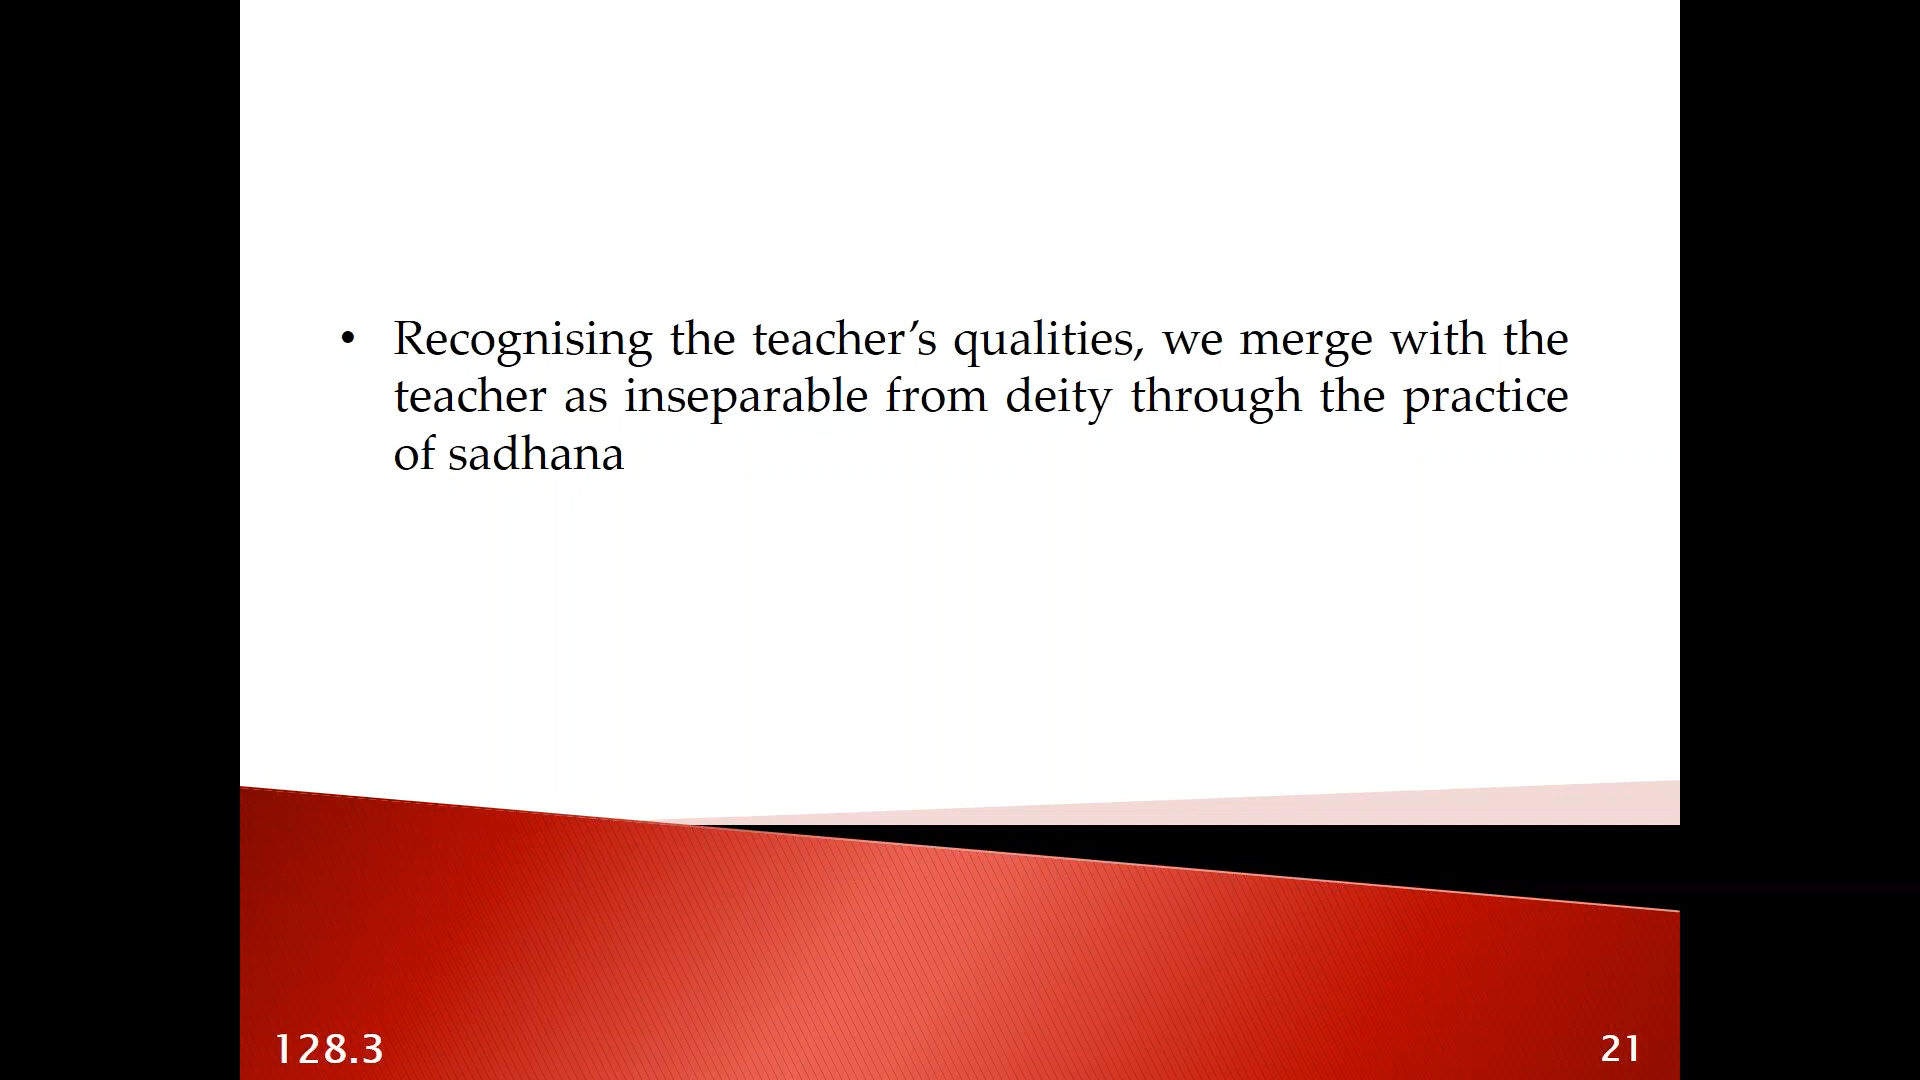 • Recognising the teacher’s qualities, we merge with the
teacher as inseparable from deity through the practice
of sadhana
128.3
21